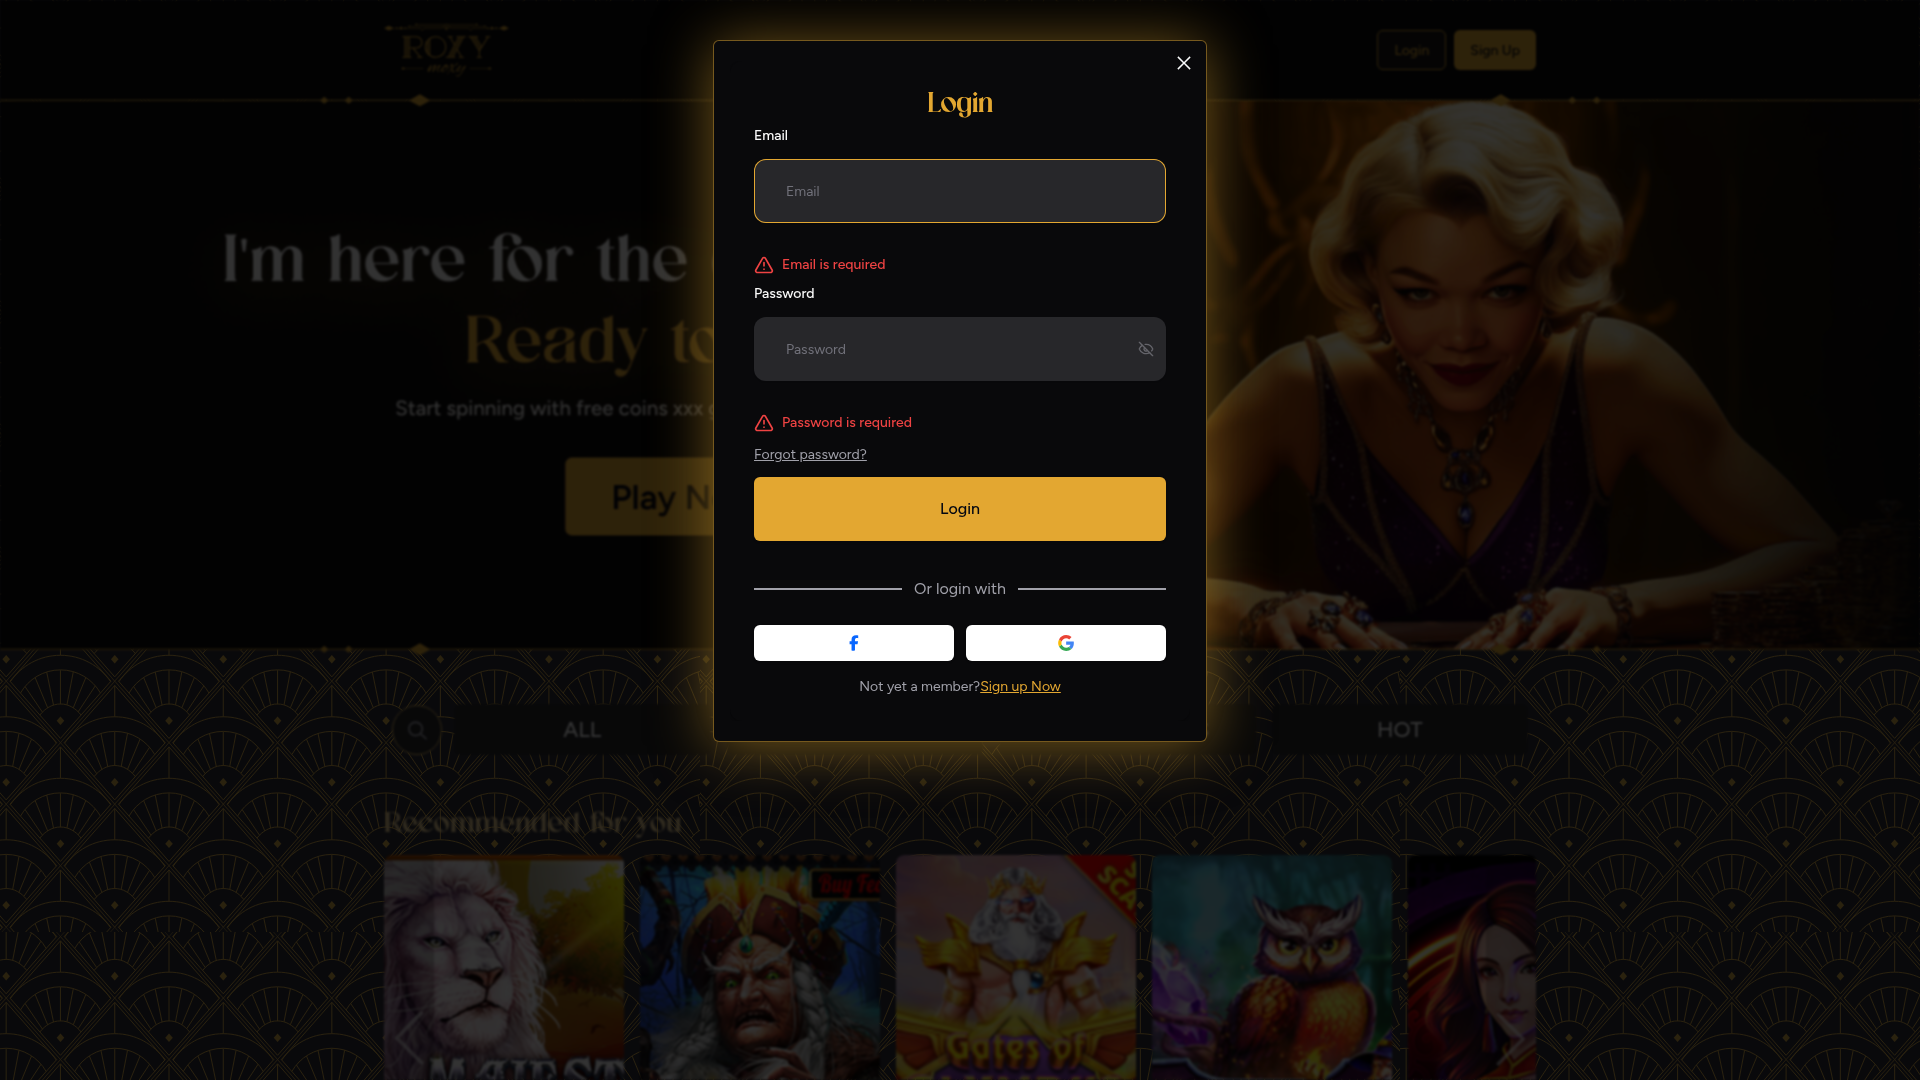 ROXY
moxy
Login
Sign Up
Login
Email
Email
I'm here for the
Email is required
Password
Ready to
Password
Start spinning with free coins xxx
Password is required
Forgot password?
Play
Login
Or login with
Not yet a member?Sign up Now
ALL
HOT
Recommended for you
Buy
Gates of